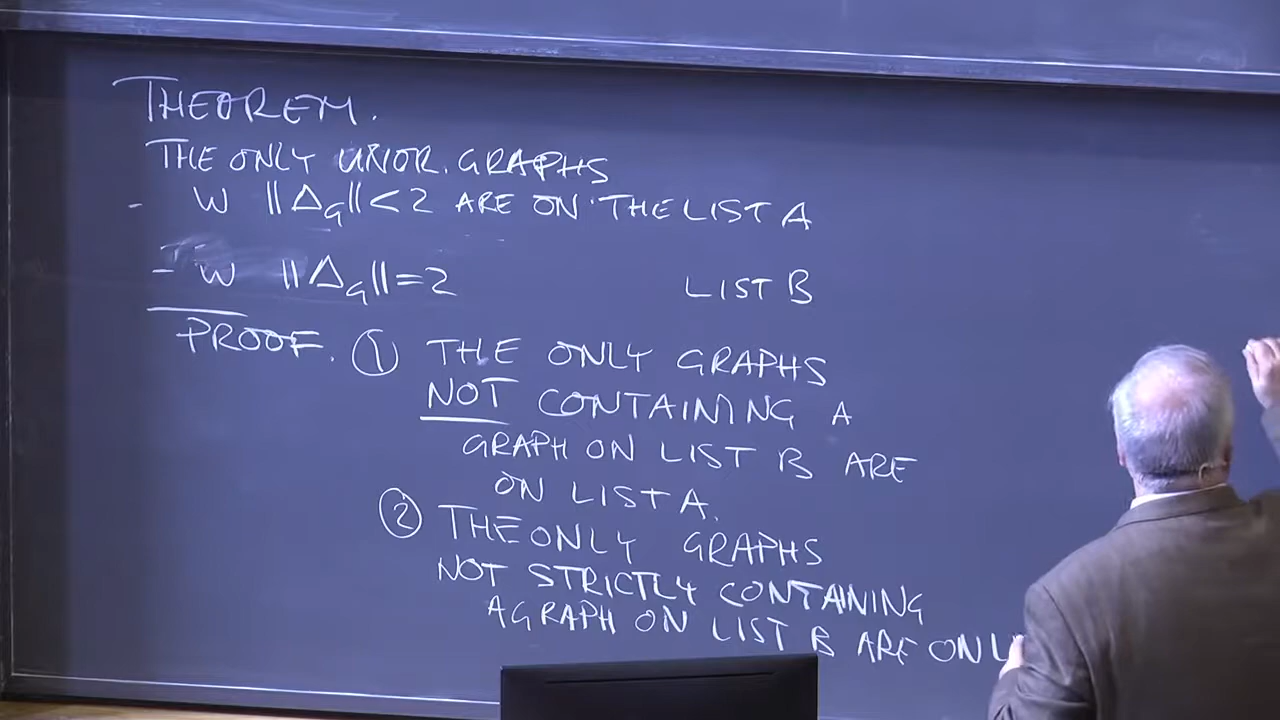 THEOREM.
THE ONLY UNOR. GRAPHS
- W ||Δ_G||<2 ARE ON THE LIST A
- W ||Δ_G||=2 LIST B
PROOF. ① THE ONLY GRAPHS
NOT CONTAINING A
GRAPH ON LIST B ARE
ON LIST A.
② THE ONLY GRAPHS
NOT STRICTLY CONTAINING
A GRAPH ON LIST B ARE ON L